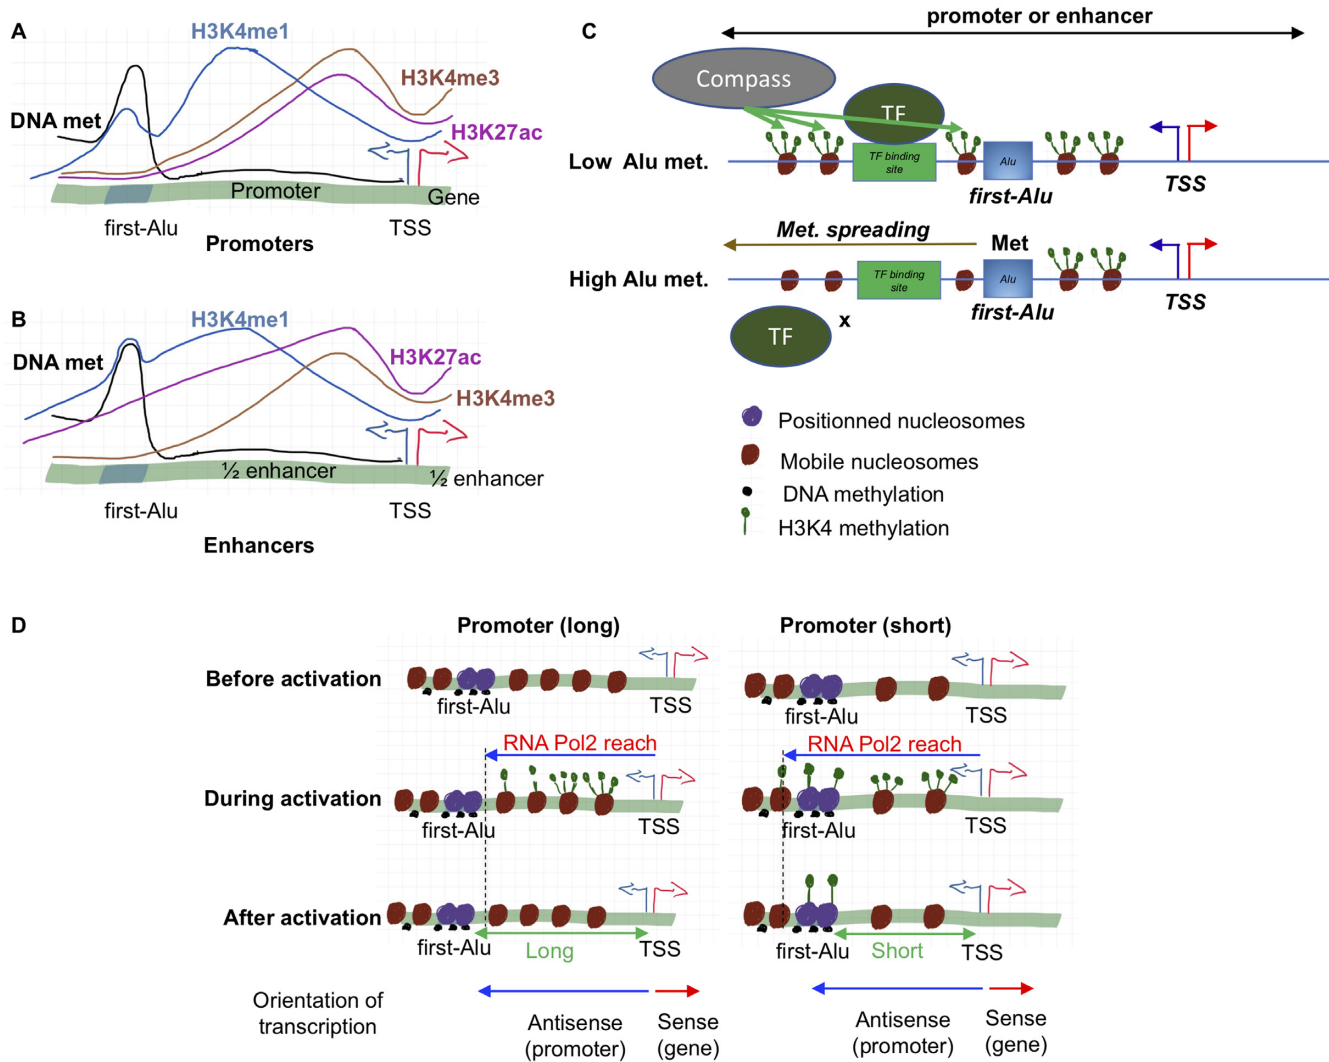 A
H3K4me1
H3K4me3
DNA met
H3K27ac
Promoter
Gene
first-Alu
TSS
Promoters
B
H3K4me1
DNA met
H3K27ac
H3K4me3
½ enhancer
½ enhancer
first-Alu
TSS
Enhancers
C
promoter or enhancer
Compass
TF
Low Alu met.
TF binding
site
Alu
first-Alu
TSS
Met. spreading
Met
High Alu met.
TF binding
site
Alu
first-Alu
TSS
TF
x
Positionned nucleosomes
Mobile nucleosomes
DNA methylation
H3K4 methylation
D
Promoter (long)
Promoter (short)
Before activation
first-Alu
TSS
first-Alu
TSS
RNA Pol2 reach
RNA Pol2 reach
During activation
first-Alu
TSS
first-Alu
TSS
After activation
first-Alu
Long
TSS
first-Alu
Short
TSS
Orientation of
transcription
Antisense
(promoter)
Sense
(gene)
Antisense
(promoter)
Sense
(gene)